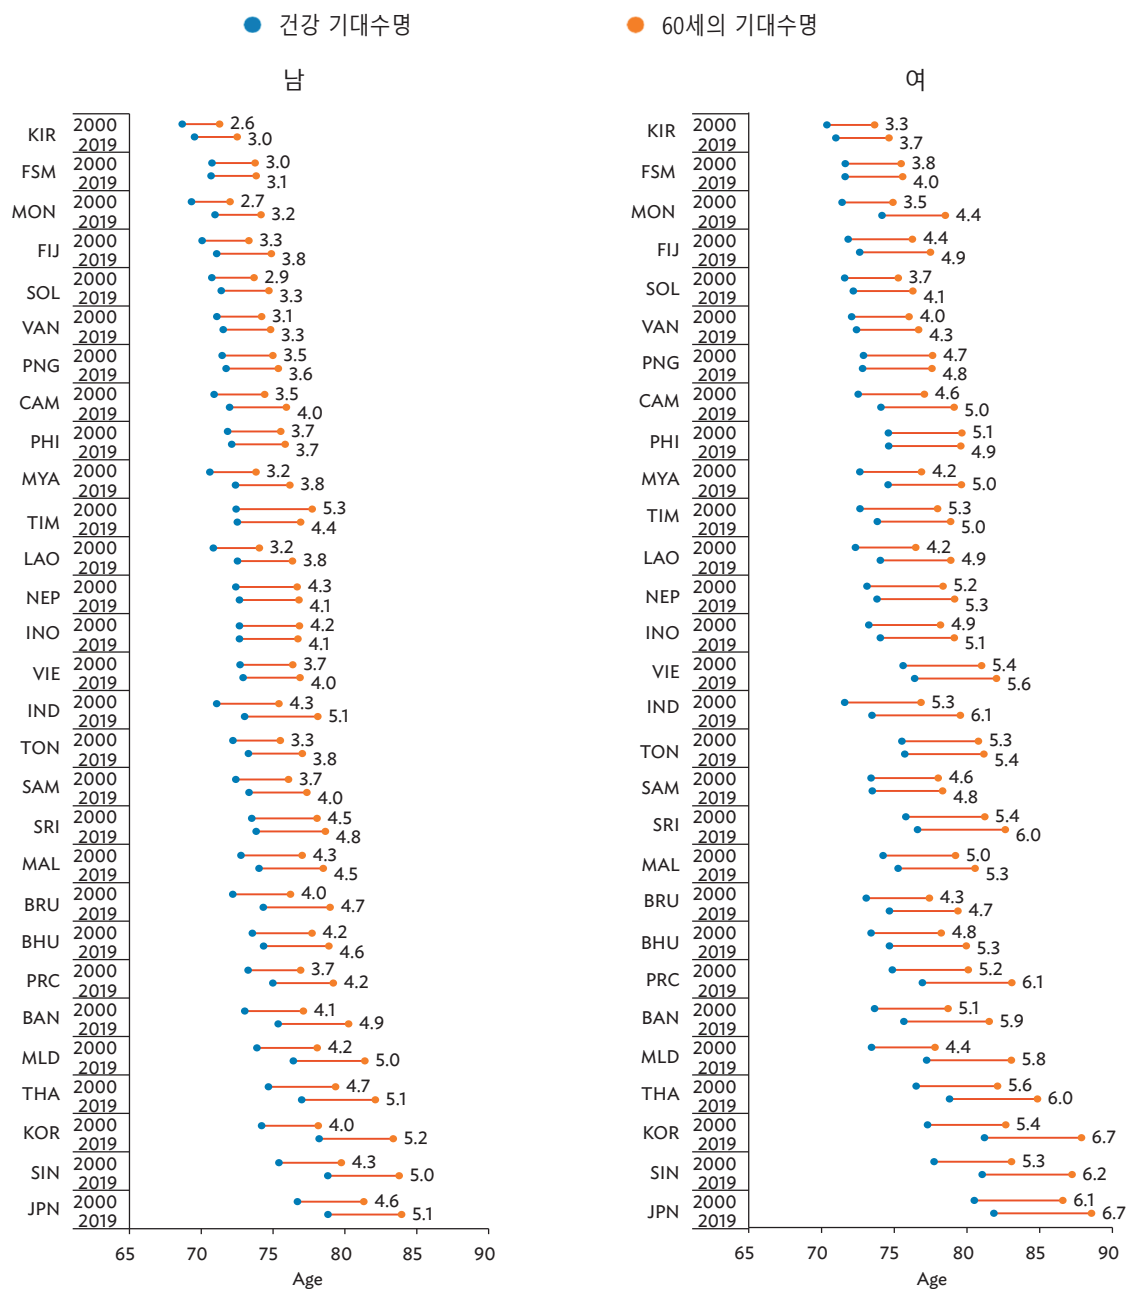 건강 기대수명
60세의 기대수명
남
KIR 2000 2.6
2019 3.0
FSM 2000 3.0
2019 3.1
MON 2000 2.7
2019 3.2
FIJ 2000 3.3
2019 3.8
SOL 2000 2.9
2019 3.3
VAN 2000 3.1
2019 3.3
PNG 2000 3.5
2019 3.6
CAM 2000 3.5
2019 4.0
PHI 2000 3.7
2019 3.7
MYA 2000 3.2
2019 3.8
TIM 2000 5.3
2019 4.4
LAO 2000 3.2
2019 3.8
NEP 2000 4.3
2019 4.1
INO 2000 4.2
2019 4.1
VIE 2000 3.7
2019 4.0
IND 2000 4.3
2019 5.1
TON 2000 3.3
2019 3.8
SAM 2000 3.7
2019 4.0
SRI 2000 4.5
2019 4.8
MAL 2000 4.3
2019 4.5
BRU 2000 4.0
2019 4.7
BHU 2000 4.2
2019 4.6
PRC 2000 3.7
2019 4.2
BAN 2000 4.1
2019 4.9
MLD 2000 4.2
2019 5.0
THA 2000 4.7
2019 5.1
KOR 2000 4.0
2019 5.2
SIN 2000 4.3
2019 5.0
JPN 2000 4.6
2019 5.1
65 70 75 80 85 90
Age
여
KIR 2000 3.3
2019 3.7
FSM 2000 3.8
2019 4.0
MON 2000 3.5
2019 4.4
FIJ 2000 4.4
2019 4.9
SOL 2000 3.7
2019 4.1
VAN 2000 4.0
2019 4.3
PNG 2000 4.7
2019 4.8
CAM 2000 4.6
2019 5.0
PHI 2000 5.1
2019 4.9
MYA 2000 4.2
2019 5.0
TIM 2000 5.3
2019 5.0
LAO 2000 4.2
2019 4.9
NEP 2000 5.2
2019 5.3
INO 2000 4.9
2019 5.1
VIE 2000 5.4
2019 5.6
IND 2000 5.3
2019 6.1
TON 2000 5.3
2019 5.4
SAM 2000 4.6
2019 4.8
SRI 2000 5.4
2019 6.0
MAL 2000 5.0
2019 5.3
BRU 2000 4.3
2019 4.7
BHU 2000 4.8
2019 5.3
PRC 2000 5.2
2019 6.1
BAN 2000 5.1
2019 5.9
MLD 2000 4.4
2019 5.8
THA 2000 5.6
2019 6.0
KOR 2000 5.4
2019 6.7
SIN 2000 5.3
2019 6.2
JPN 2000 6.1
2019 6.7
65 70 75 80 85 90
Age